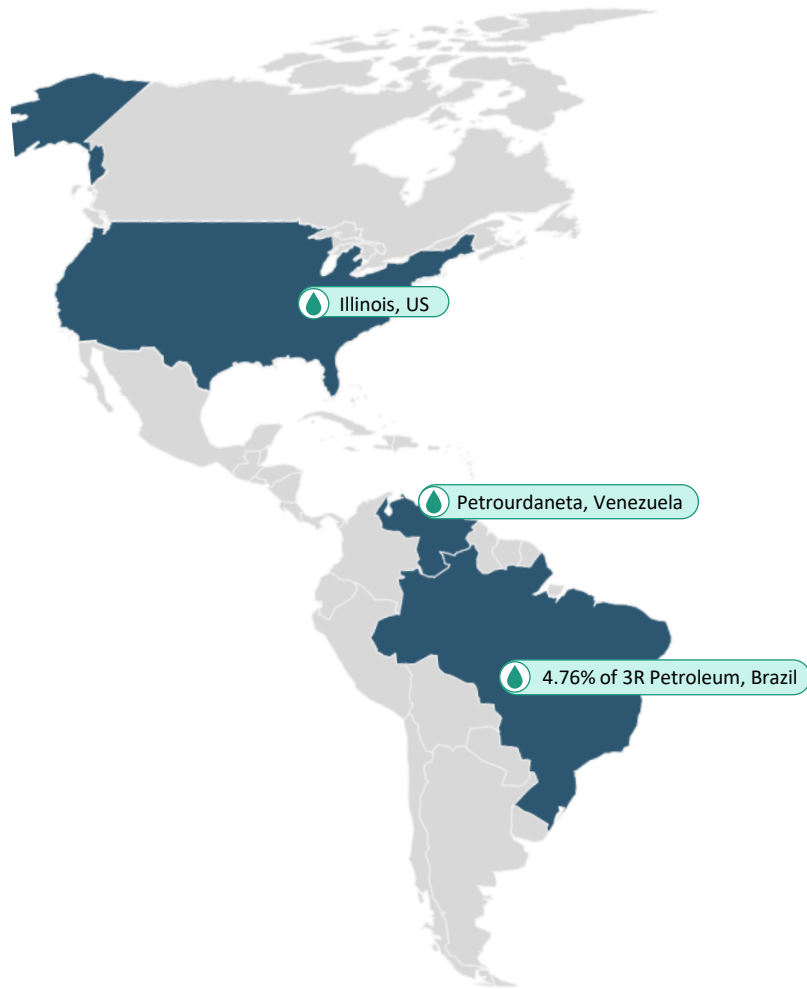 Illinois, US
Petrourdaneta, Venezuela
4.76% of 3R Petroleum, Brazil